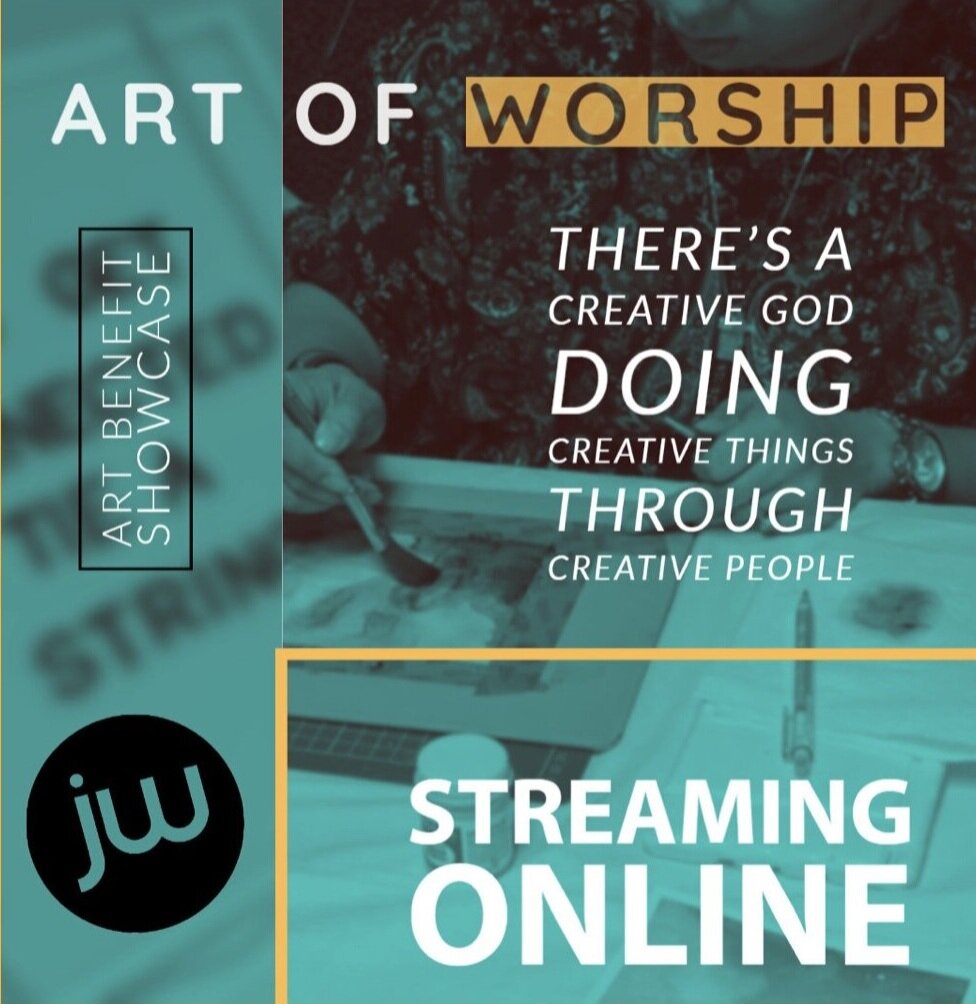 ART OF WORSHIP
ART BENEFIT
SHOWCASE
THERE'S A
CREATIVE GOD
DOING
CREATIVE THINGS
THROUGH
CREATIVE PEOPLE
jw
STREAMING
ONLINE